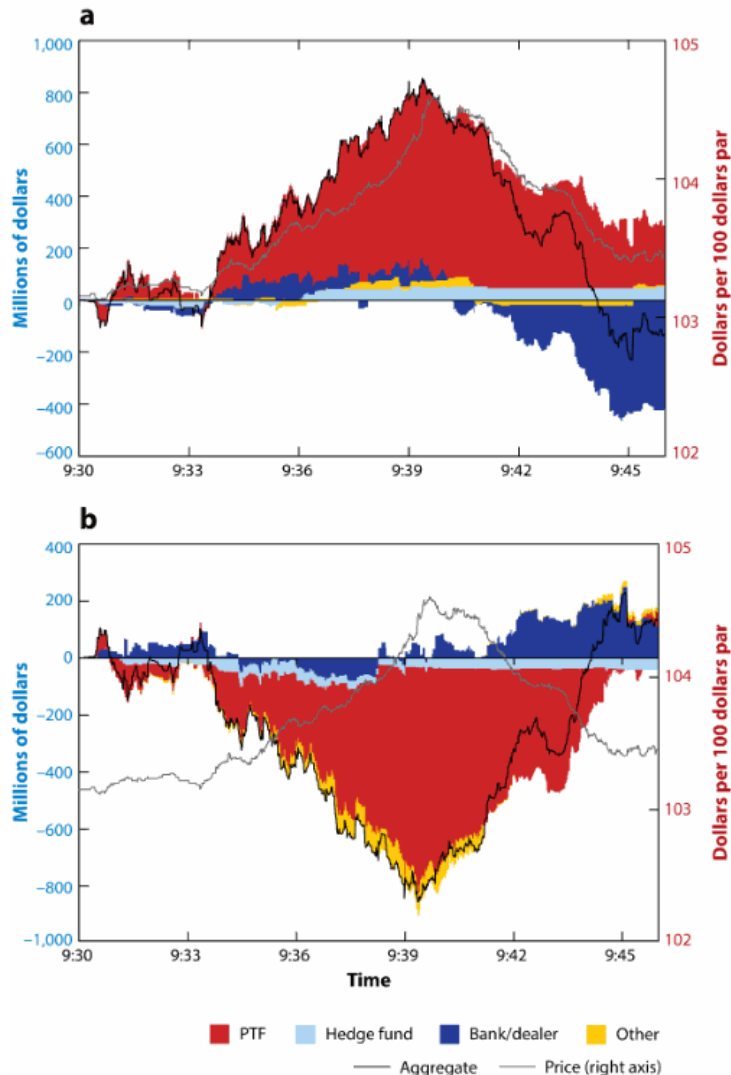 a
1,000
800
600
400
200
0
−200
−400
−600
Millions of dollars
105
104
103
102
Dollars per 100 dollars par
9:30 9:33 9:36 9:39 9:42 9:45
b
400
200
0
−200
−400
−600
−800
−1,000
Millions of dollars
105
104
103
102
Dollars per 100 dollars par
9:30 9:33 9:36 9:39 9:42 9:45
Time
PTF Hedge fund Bank/dealer Other
Aggregate Price (right axis)